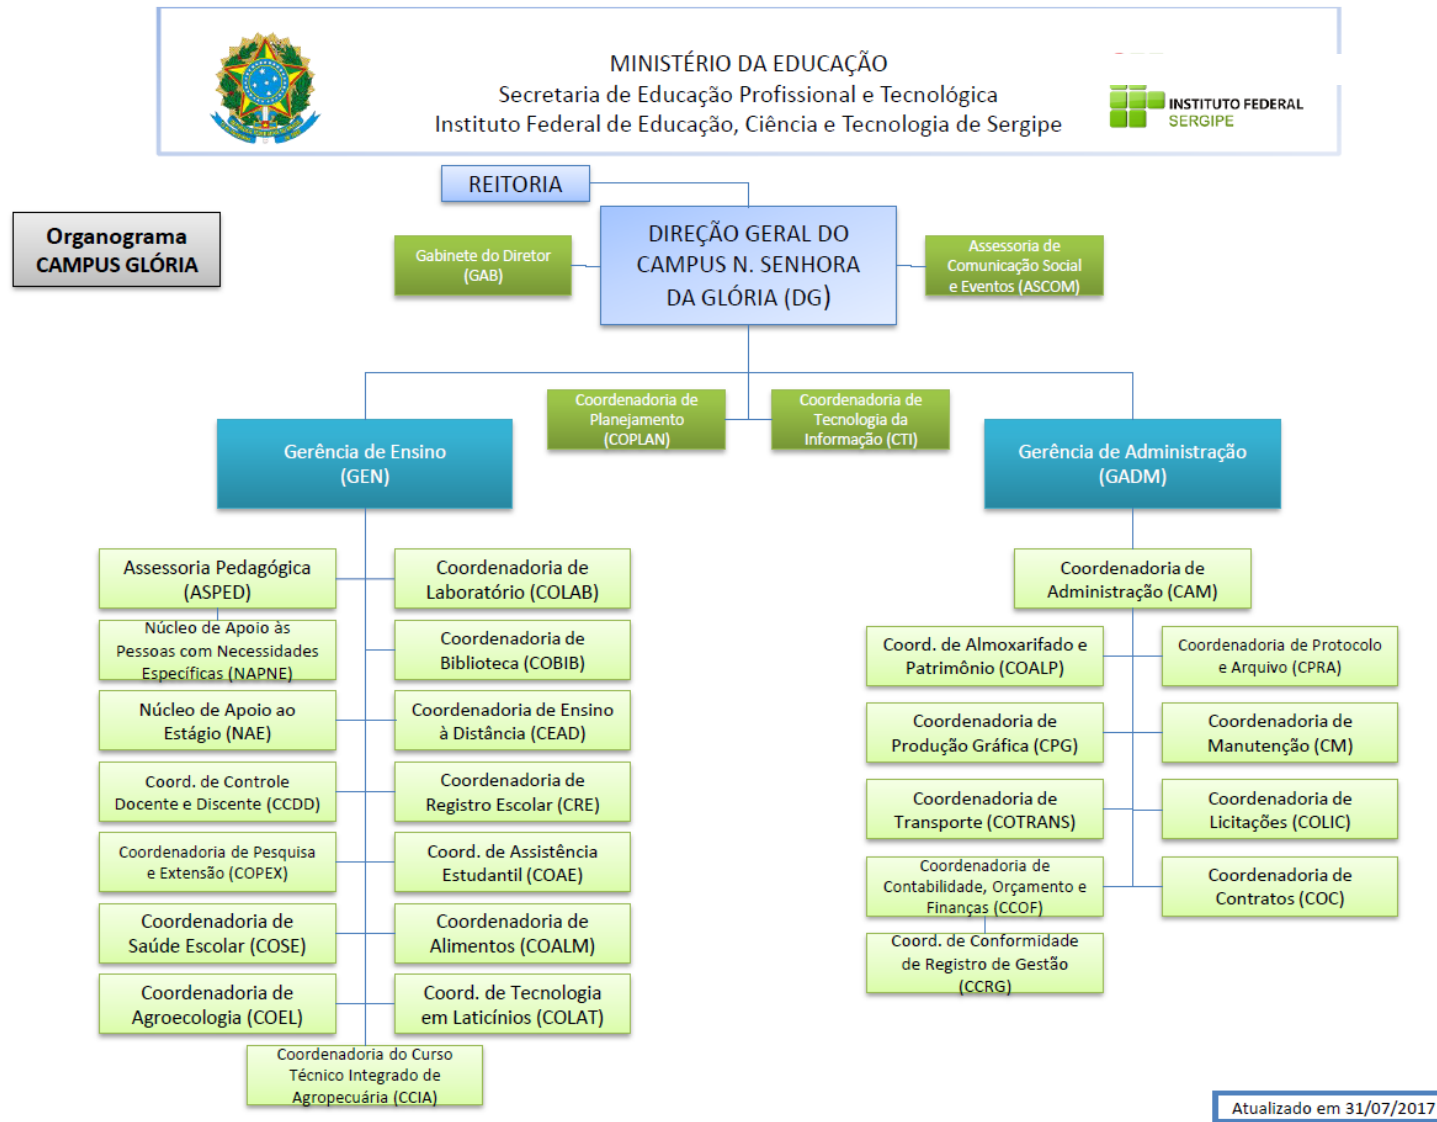 MINISTÉRIO DA EDUCAÇÃO
Secretaria de Educação Profissional e Tecnológica
Instituto Federal de Educação, Ciência e Tecnologia de Sergipe
INSTITUTO FEDERAL
SERGIPE
REITORIA
Organograma
CAMPUS GLÓRIA
Gabinete do Diretor
(GAB)
DIREÇÃO GERAL DO
CAMPUS N. SENHORA
DA GLÓRIA (DG)
Assessoria de
Comunicação Social
e Eventos (ASCOM)
Coordenadoria de
Planejamento
(COPLAN)
Coordenadoria de
Tecnologia da
Informação (CTI)
Gerência de Ensino
(GEN)
Gerência de Administração
(GADM)
Assessoria Pedagógica
(ASPED)
Coordenadoria de
Laboratório (COLAB)
Núcleo de Apoio às
Pessoas com Necessidades
Específicas (NAPNE)
Coordenadoria de
Biblioteca (COBIB)
Núcleo de Apoio ao
Estágio (NAE)
Coordenadoria de Ensino
à Distância (CEAD)
Coord. de Controle
Docente e Discente (CCDD)
Coordenadoria de
Registro Escolar (CRE)
Coordenadoria de Pesquisa
e Extensão (COPEX)
Coord. de Assistência
Estudantil (COAE)
Coordenadoria de
Saúde Escolar (COSE)
Coordenadoria de
Alimentos (COALM)
Coordenadoria de
Agroecologia (COEL)
Coord. de Tecnologia
em Laticínios (COLAT)
Coordenadoria do Curso
Técnico Integrado de
Agropecuária (CCIA)
Coordenadoria de
Administração (CAM)
Coord. de Almoxarifado e
Patrimônio (COALP)
Coordenadoria de Protocolo
e Arquivo (CPRA)
Coordenadoria de
Produção Gráfica (CPG)
Coordenadoria de
Manutenção (CM)
Coordenadoria de
Transporte (COTRANS)
Coordenadoria de
Licitações (COLIC)
Coordenadoria de
Contabilidade, Orçamento e
Finanças (CCOF)
Coordenadoria de
Contratos (COC)
Coord. de Conformidade
de Registro de Gestão
(CCRG)
Atualizado em 31/07/2017